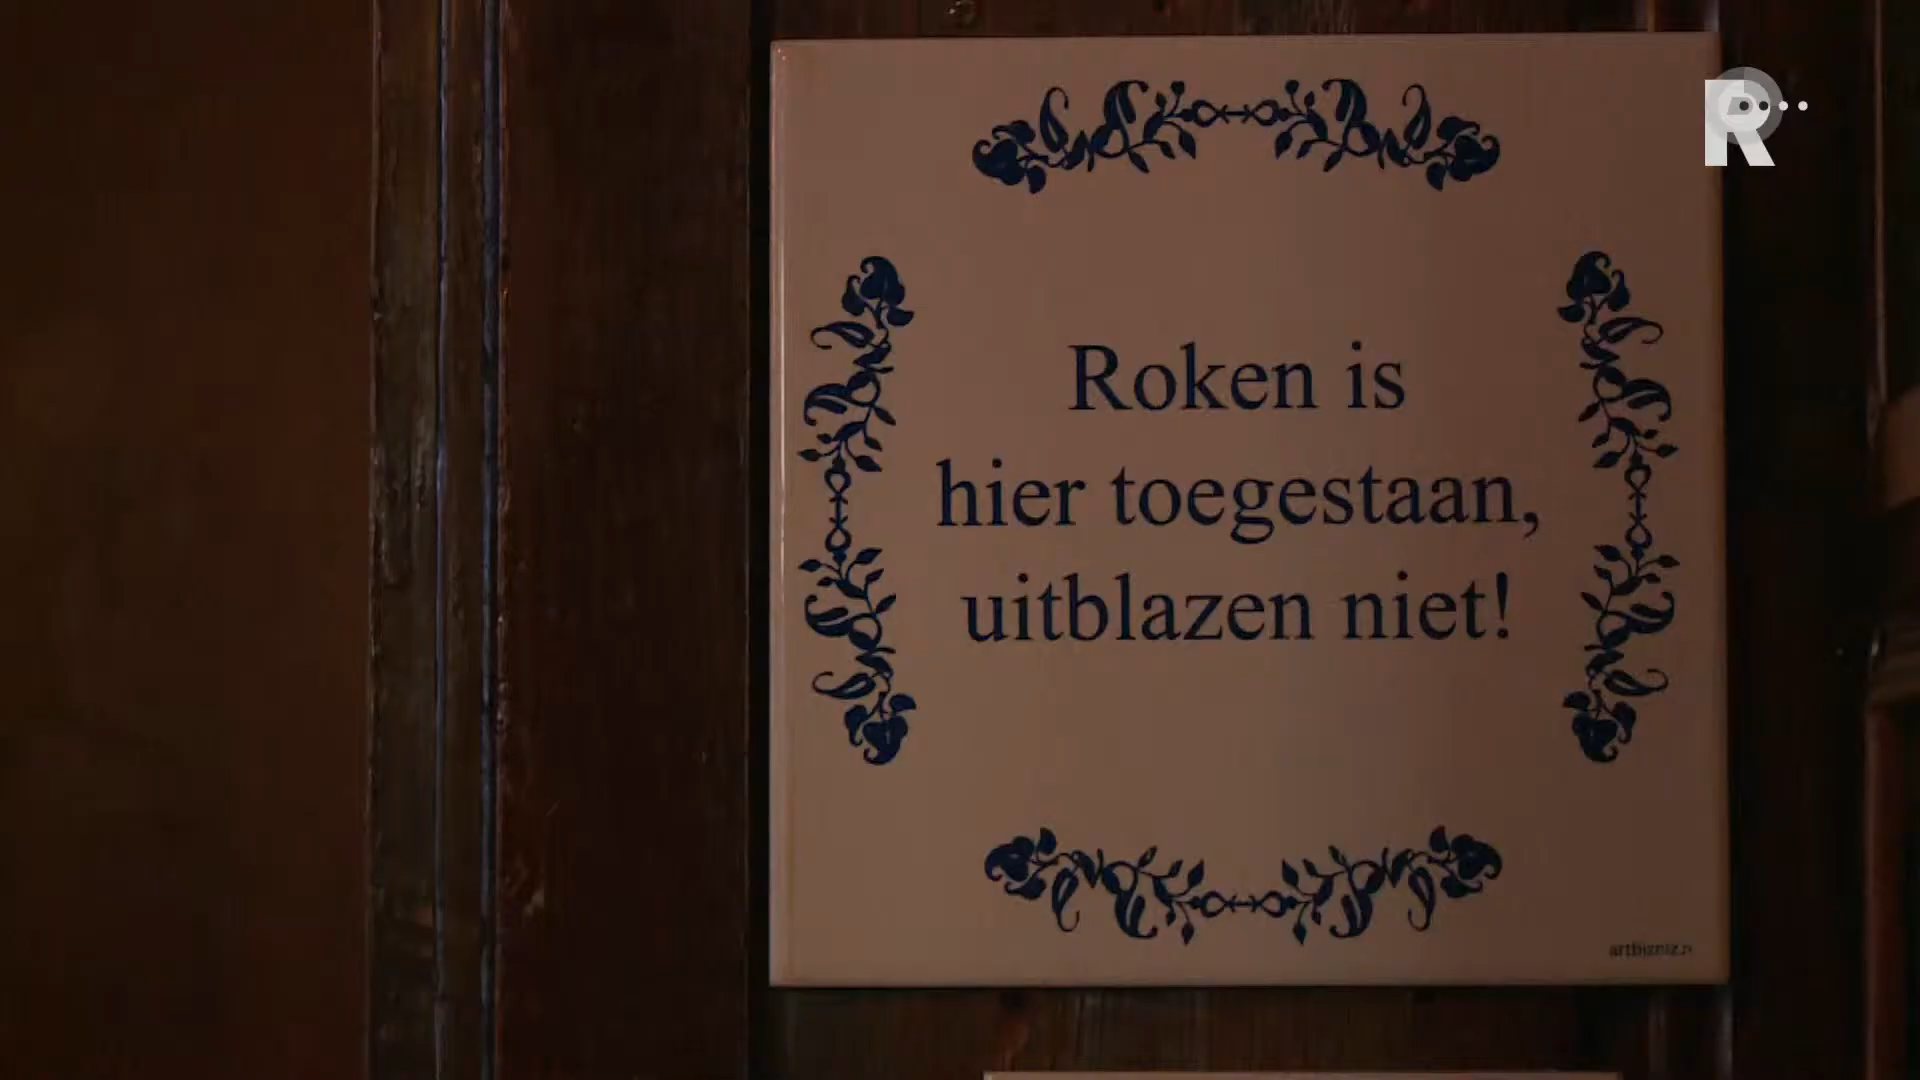 Roken is
hier toegestaan,
uitblazen niet!
R